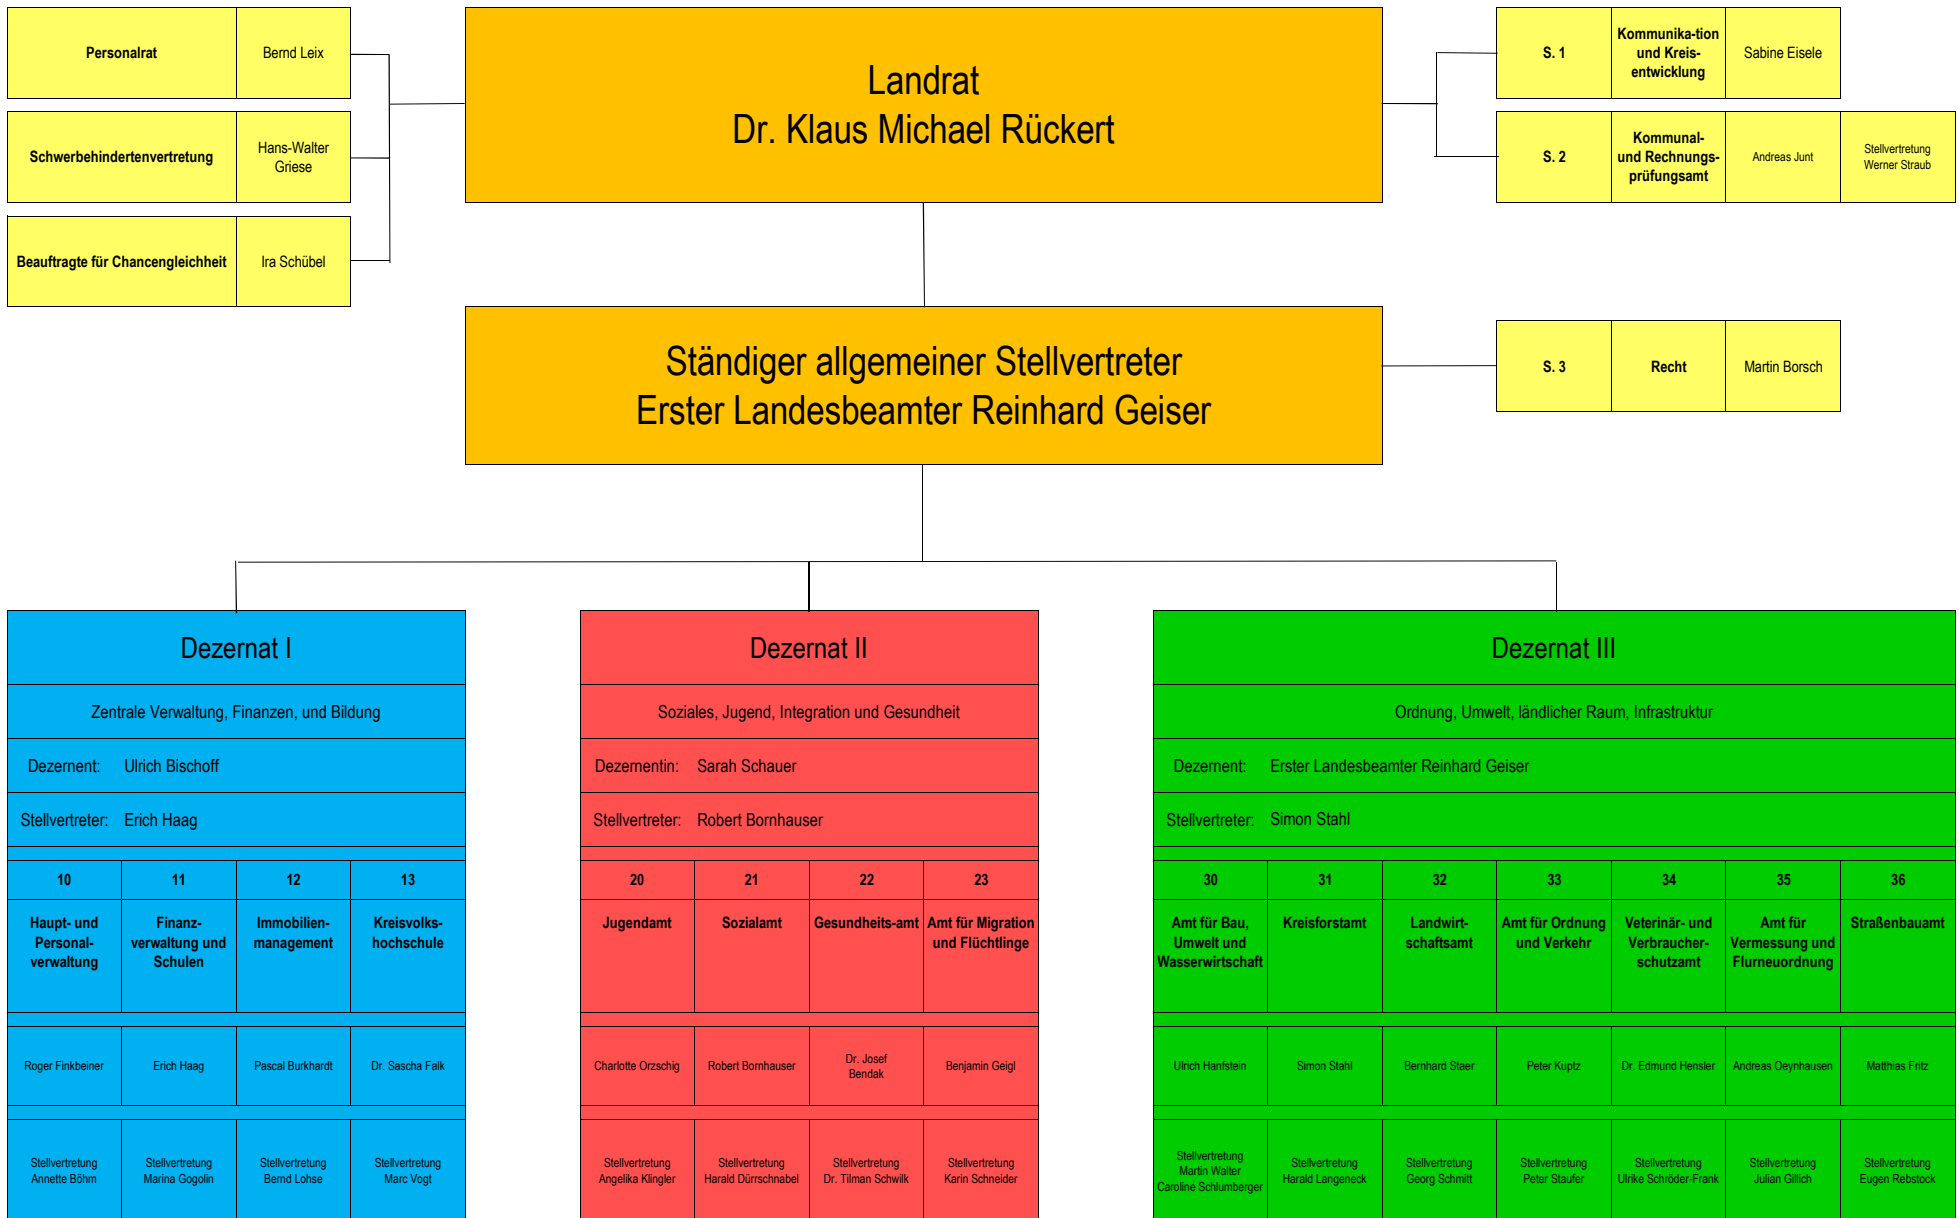 Personalrat
Bernd Leix
Schwerbehindertenvertretung
Hans-Walter
Griese
Beauftragte für Chancengleichheit
Ira Schübel
Landrat
Dr. Klaus Michael Rückert
S. 1
Kommunika-tion
und Kreis-
entwicklung
Sabine Eisele
S. 2
Kommunal-
und Rechnungs-
prüfungsamt
Andreas Junt
Stellvertretung
Werner Straub
Ständiger allgemeiner Stellvertreter
Erster Landesbeamter Reinhard Geiser
S. 3
Recht
Martin Borsch
Dezernat I
Zentrale Verwaltung, Finanzen, und Bildung
Dezernent: Ulrich Bischoff
Stellvertreter: Erich Haag
10
11
12
13
Haupt- und
Personal-
verwaltung
Finanz-
verwaltung und
Schulen
Immobilien-
management
Kreisvolks-
hochschule
Roger Finkbeiner
Erich Haag
Pascal Burkhardt
Dr. Sascha Falk
Stellvertretung
Annette Böhm
Stellvertretung
Marina Gogolin
Stellvertretung
Bernd Lohse
Stellvertretung
Marc Vogt
Dezernat II
Soziales, Jugend, Integration und Gesundheit
Dezernentin: Sarah Schauer
Stellvertreter: Robert Bornhauser
20
21
22
23
Jugendamt
Sozialamt
Gesundheits-amt
Amt für Migration
und Flüchtlinge
Charlotte Orzschig
Robert Bornhauser
Dr. Josef
Bendak
Benjamin Geigl
Stellvertretung
Angelika Klingler
Stellvertretung
Harald Dürrschnabel
Stellvertretung
Dr. Tilman Schwilk
Stellvertretung
Karin Schneider
Dezernat III
Ordnung, Umwelt, ländlicher Raum, Infrastruktur
Dezernent: Erster Landesbeamter Reinhard Geiser
Stellvertreter: Simon Stahl
30
31
32
33
34
35
36
Amt für Bau,
Umwelt und
Wasserwirtschaft
Kreisforstamt
Landwirt-
schaftsamt
Amt für Ordnung
und Verkehr
Veterinär- und
Verbraucher-
schutzamt
Amt für
Vermessung und
Flurneuordnung
Straßenbauamt
Ulrich Hanfstein
Simon Stahl
Bernhard Staer
Peter Kuptz
Dr. Edmund Hensler
Andreas Oeynhausen
Matthias Fritz
Stellvertretung
Martin Walter
Caroline Schlumberger
Stellvertretung
Harald Langeneck
Stellvertretung
Georg Schmitt
Stellvertretung
Peter Staufer
Stellvertretung
Ulrike Schröder-Frank
Stellvertretung
Julian Gillich
Stellvertretung
Eugen Rebstock